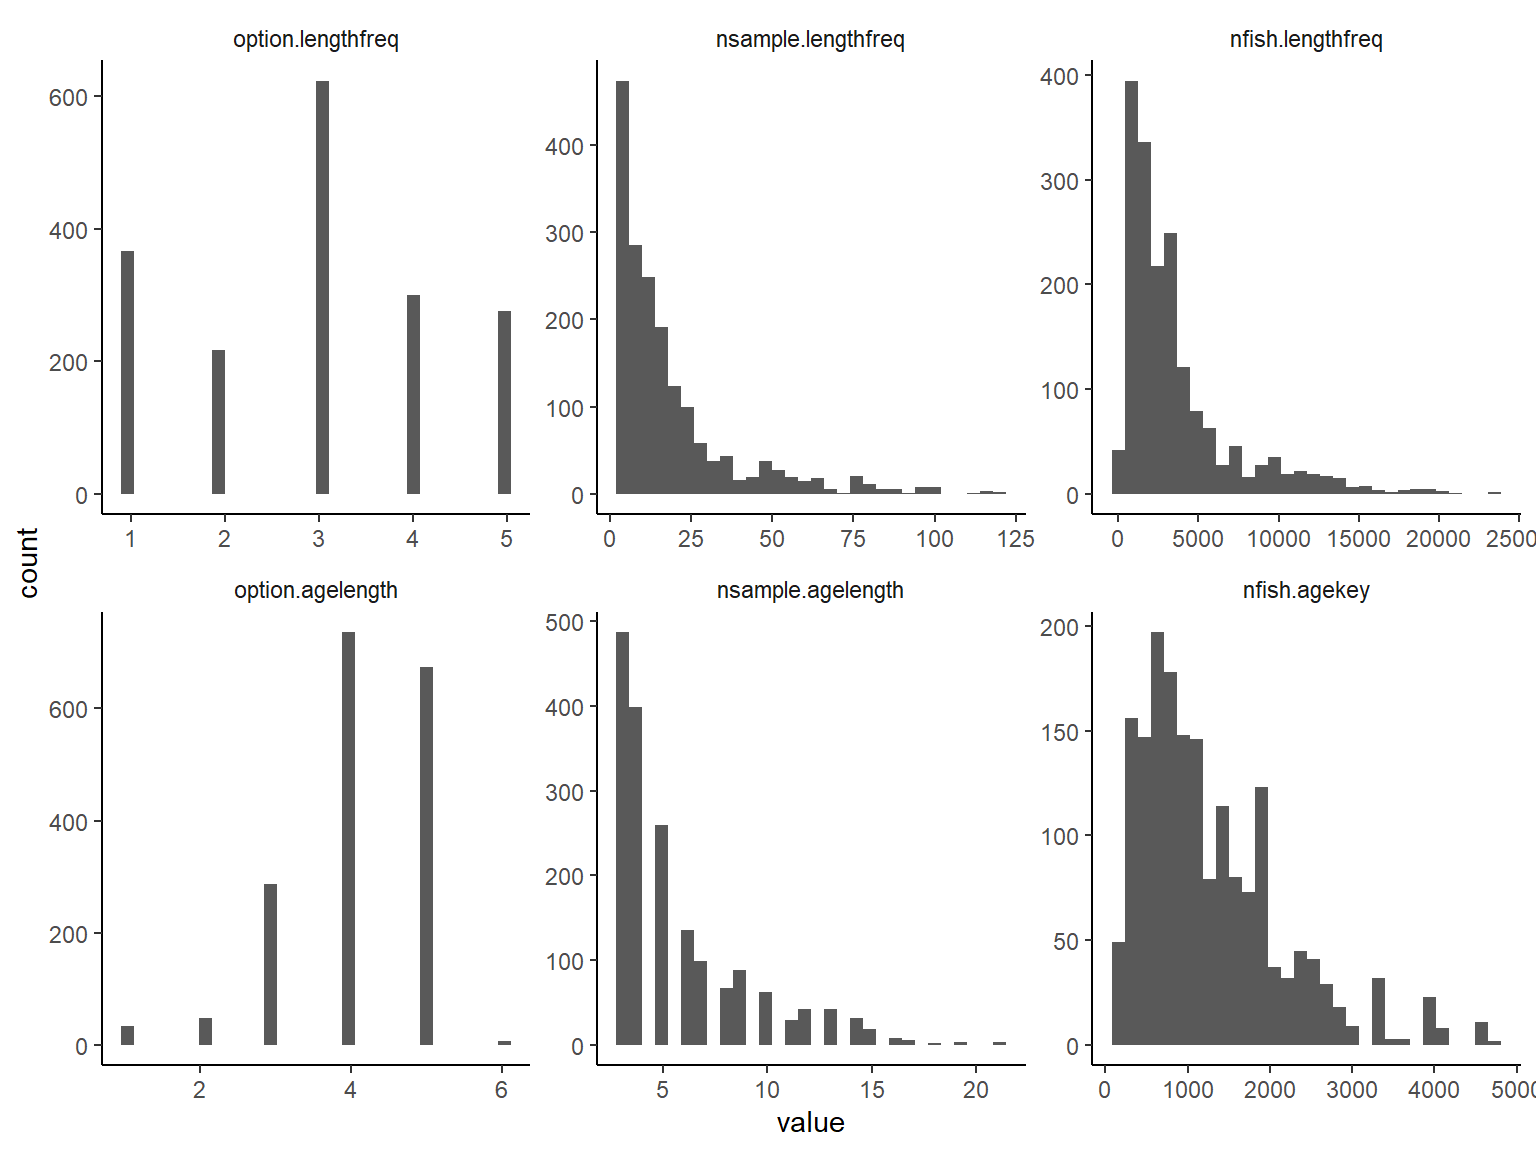 option.lengthfreq nsample.lengthfreq nfish.lengthfreq
600 400 200 0
1 2 3 4 5
400 300 200 100 0
0 25 50 75 100 125
400 300 200 100 0
0 5000 10000 15000 20000 2500
count
option.agelength nsample.agelength nfish.agekey
600 400 200 0
2 4 6
500 400 300 200 100 0
5 10 15 20
200 150 100 50 0
0 1000 2000 3000 4000 5000
value